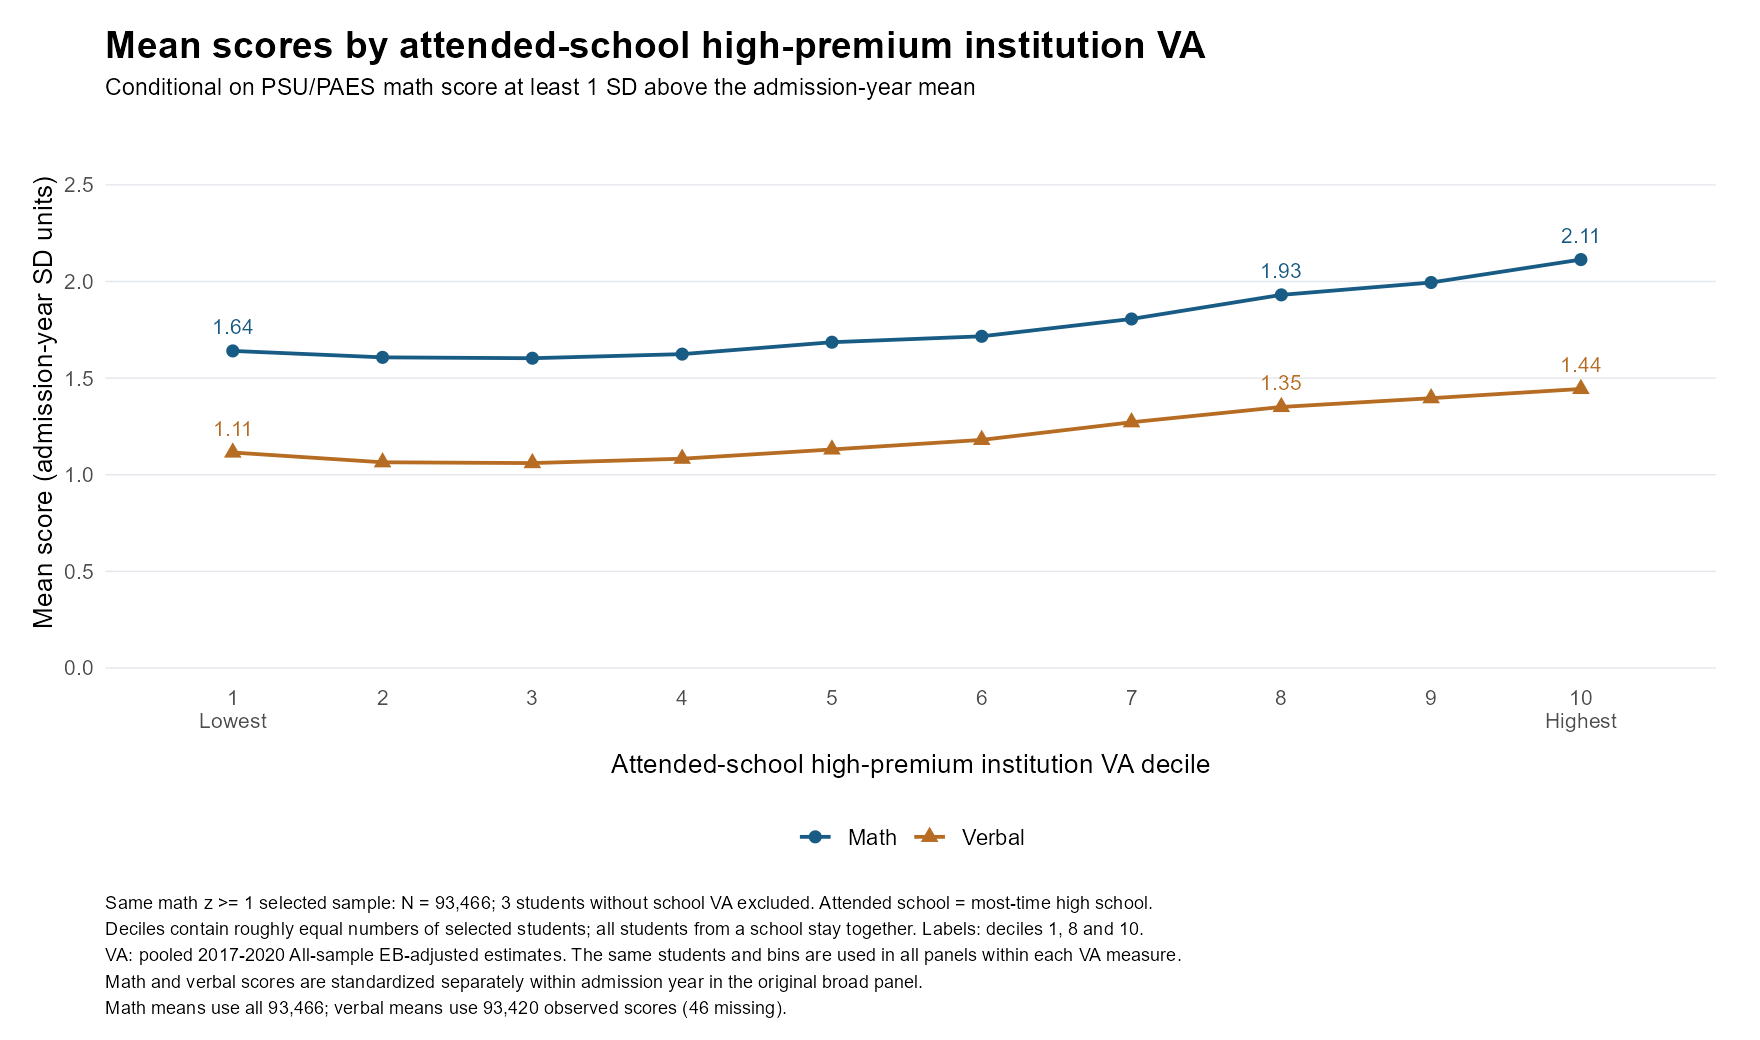 Mean scores by attended-school high-premium institution VA
Conditional on PSU/PAES math score at least 1 SD above the admission-year mean
Mean score (admission-year SD units)
2.5
2.0
1.5
1.0
0.5
0.0
1.64
1.93
2.11
1.11
1.35
1.44
1 2 3 4 5 6 7 8 9 10
Lowest Highest
Attended-school high-premium institution VA decile
Math Verbal
Same math z >= 1 selected sample: N = 93,466; 3 students without school VA excluded. Attended school = most-time high school.
Deciles contain roughly equal numbers of selected students; all students from a school stay together. Labels: deciles 1, 8 and 10.
VA: pooled 2017-2020 All-sample EB-adjusted estimates. The same students and bins are used in all panels within each VA measure.
Math and verbal scores are standardized separately within admission year in the original broad panel.
Math means use all 93,466; verbal means use 93,420 observed scores (46 missing).